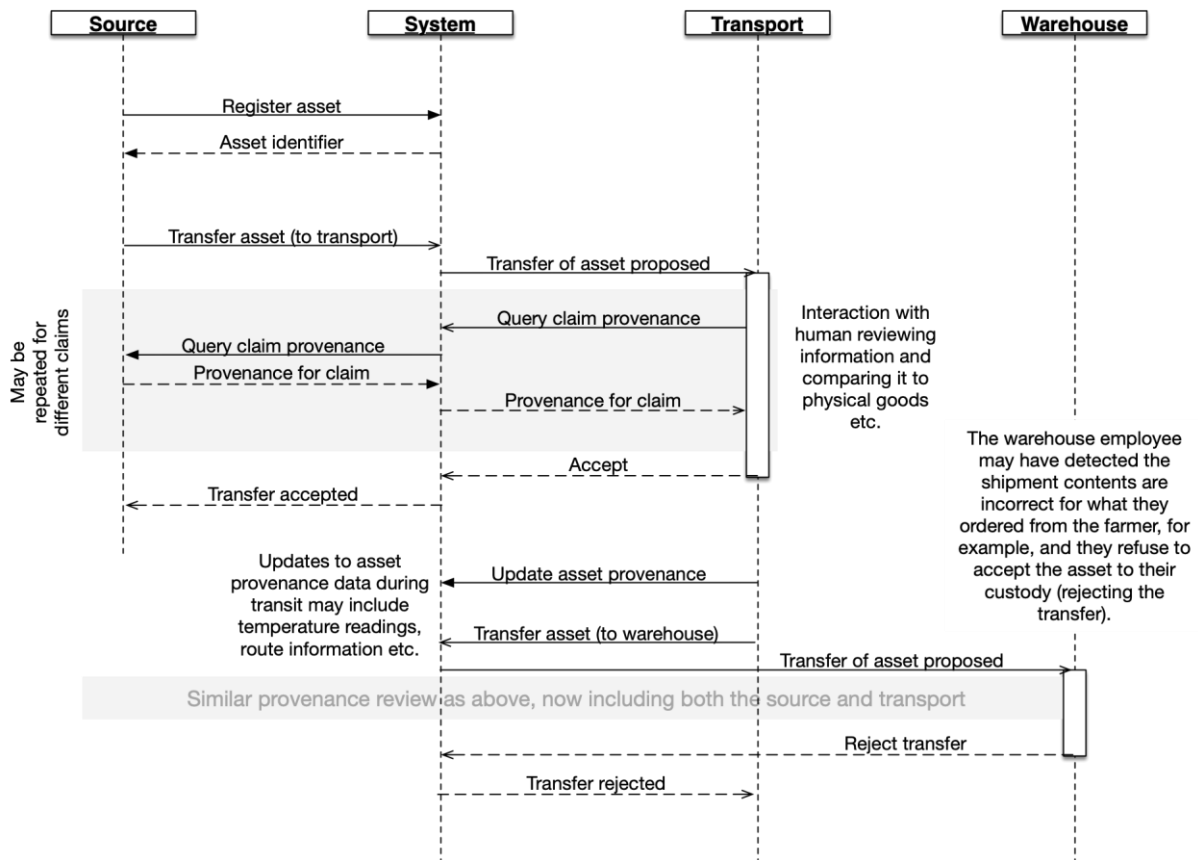 Source
System
Transport
Warehouse
Register asset
Asset identifier
Transfer asset (to transport)
Transfer of asset proposed
May be
repeated for
different claims
Query claim provenance
Query claim provenance
Provenance for claim
Provenance for claim
Interaction with
human reviewing
information and
comparing it to
physical goods
etc.
Accept
Transfer accepted
The warehouse employee
may have detected the
shipment contents are
incorrect for what they
ordered from the farmer, for
example, and they refuse to
accept the asset to their
custody (rejecting the
transfer).
Updates to asset
provenance data during
transit may include
temperature readings,
route information etc.
Update asset provenance
Transfer asset (to warehouse)
Transfer of asset proposed
Similar provenance review as above, now including both the source and transport
Reject transfer
Transfer rejected